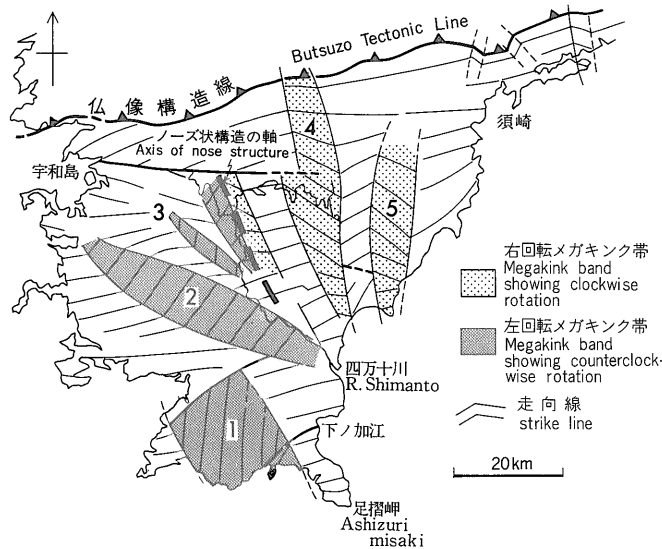 Butsuzo Tectonic Line
仏像構造線
須崎
ノーズ状構造の軸
Axis of nose structure
宇和島
4
3
5
2
1
右回転メガキンク帯
Megakink band
showing clockwise
rotation
左回転メガキンク帯
Megakink band
showing counterclock-
wise rotation
四万十川
R. Shimanto
走向線
strike line
下ノ加江
20km
足摺岬
Ashizuri
misaki